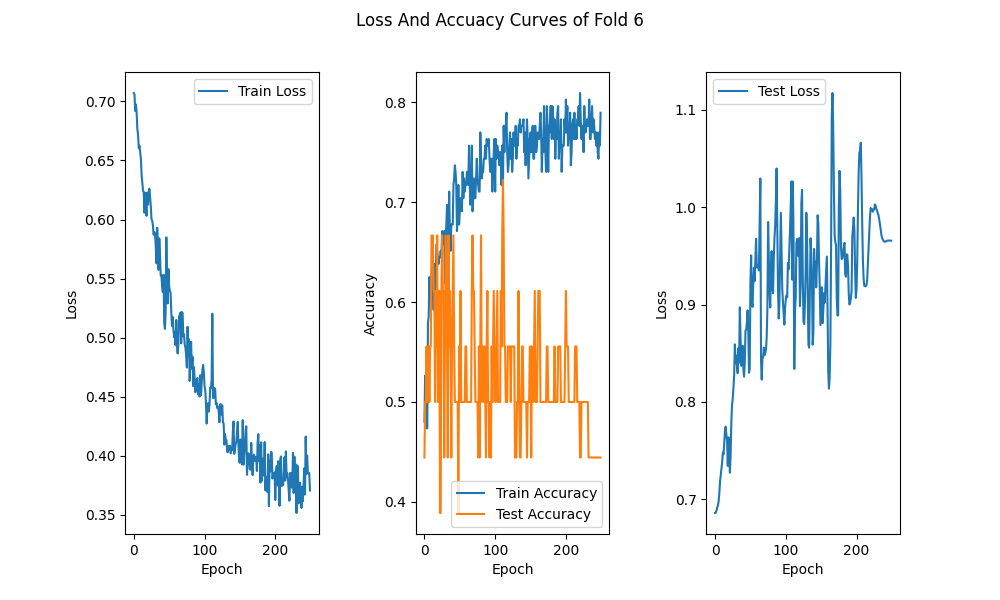 Loss And Accuacy Curves of Fold 6
Loss
0.70
0.65
0.60
0.55
0.50
0.45
0.40
0.35
0
100
200
Epoch
Train Loss
Accuracy
0.8
0.7
0.6
0.5
0.4
0
100
200
Epoch
Train Accuracy
Test Accuracy
Loss
1.1
1.0
0.9
0.8
0.7
0
100
200
Epoch
Test Loss